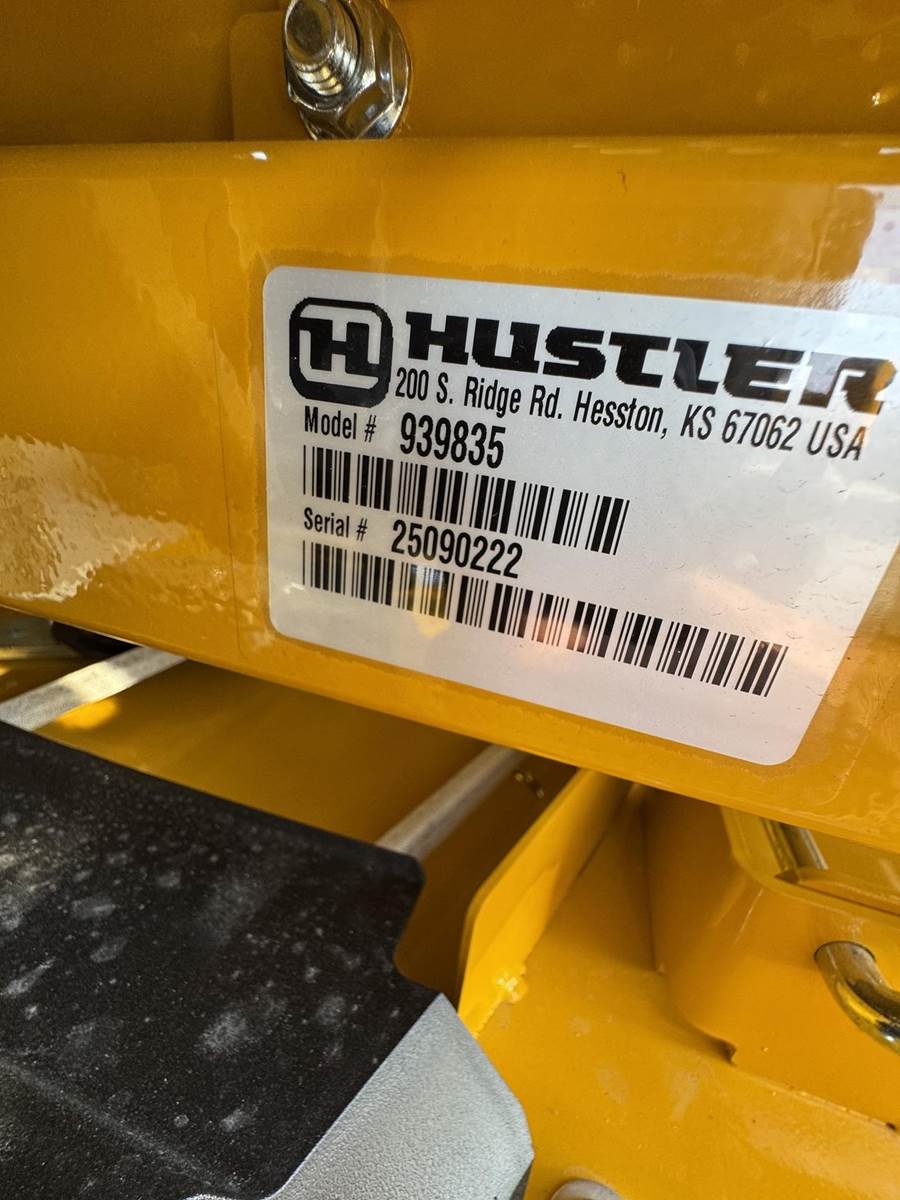 H HUSTLER
200 S. Ridge Rd. Hesston, KS 67062 USA
Model # 939835
Serial # 25090222